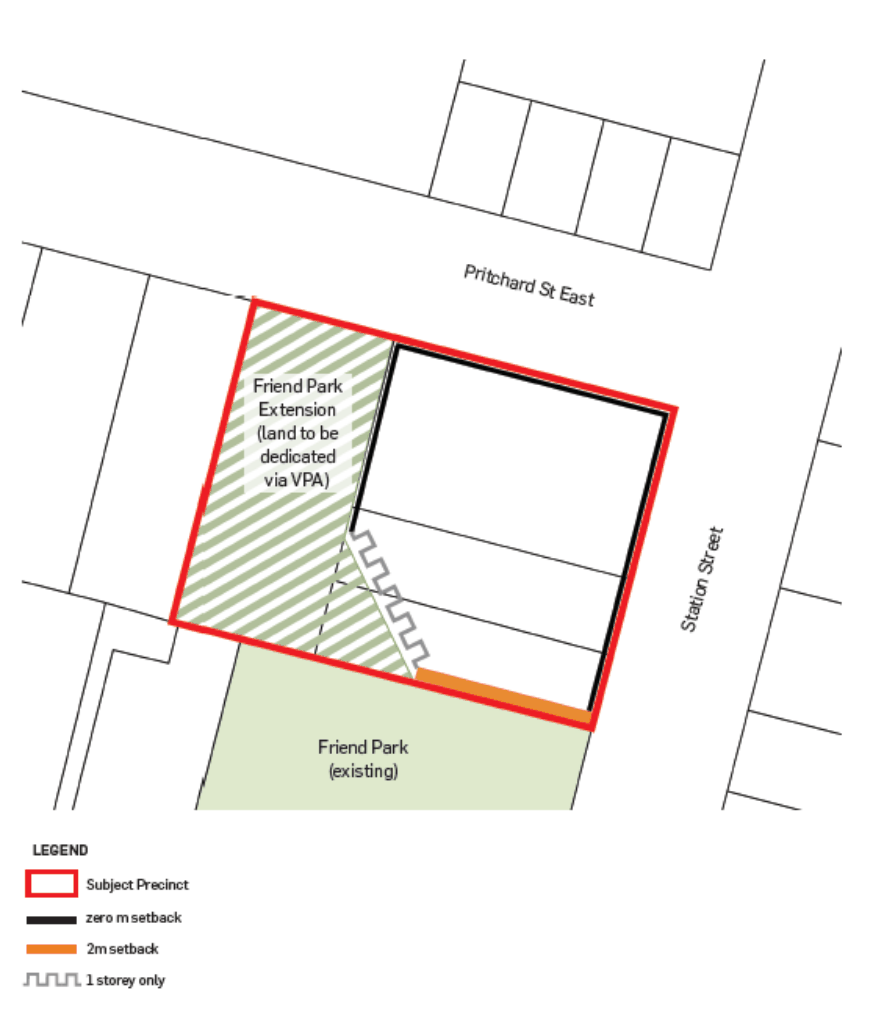 Pritchard St East
Friend Park
Extension
(land to be
dedicated
via VPA)
Station Street
Friend Park
(existing)
LEGEND
Subject Precinct
zero m setback
2m setback
1 storey only